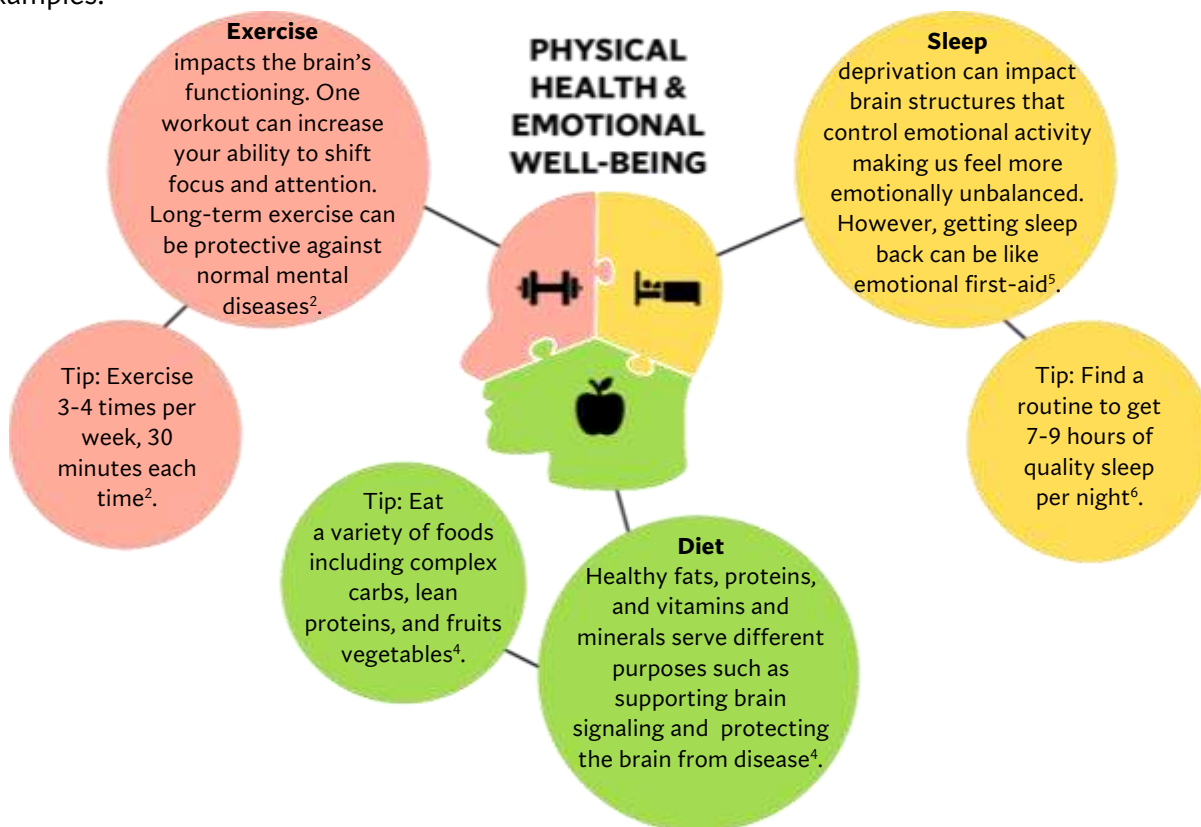 xamples:
PHYSICAL
HEALTH &
EMOTIONAL
WELL-BEING
Exercise
impacts the brain’s
functioning. One
workout can increase
your ability to shift
focus and attention.
Long-term exercise can
be protective against
normal mental
diseases².
Tip: Exercise
3-4 times per
week, 30
minutes each
time².
Sleep
deprivation can impact
brain structures that
control emotional activity
making us feel more
emotionally unbalanced.
However, getting sleep
back can be like
emotional first-aid⁵.
Tip: Find a
routine to get
7-9 hours of
quality sleep
per night⁶.
Tip: Eat
a variety of foods
including complex
carbs, lean
proteins, and fruits
vegetables⁴.
Diet
Healthy fats, proteins,
and vitamins and
minerals serve different
purposes such as
supporting brain
signaling and protecting
the brain from disease⁴.